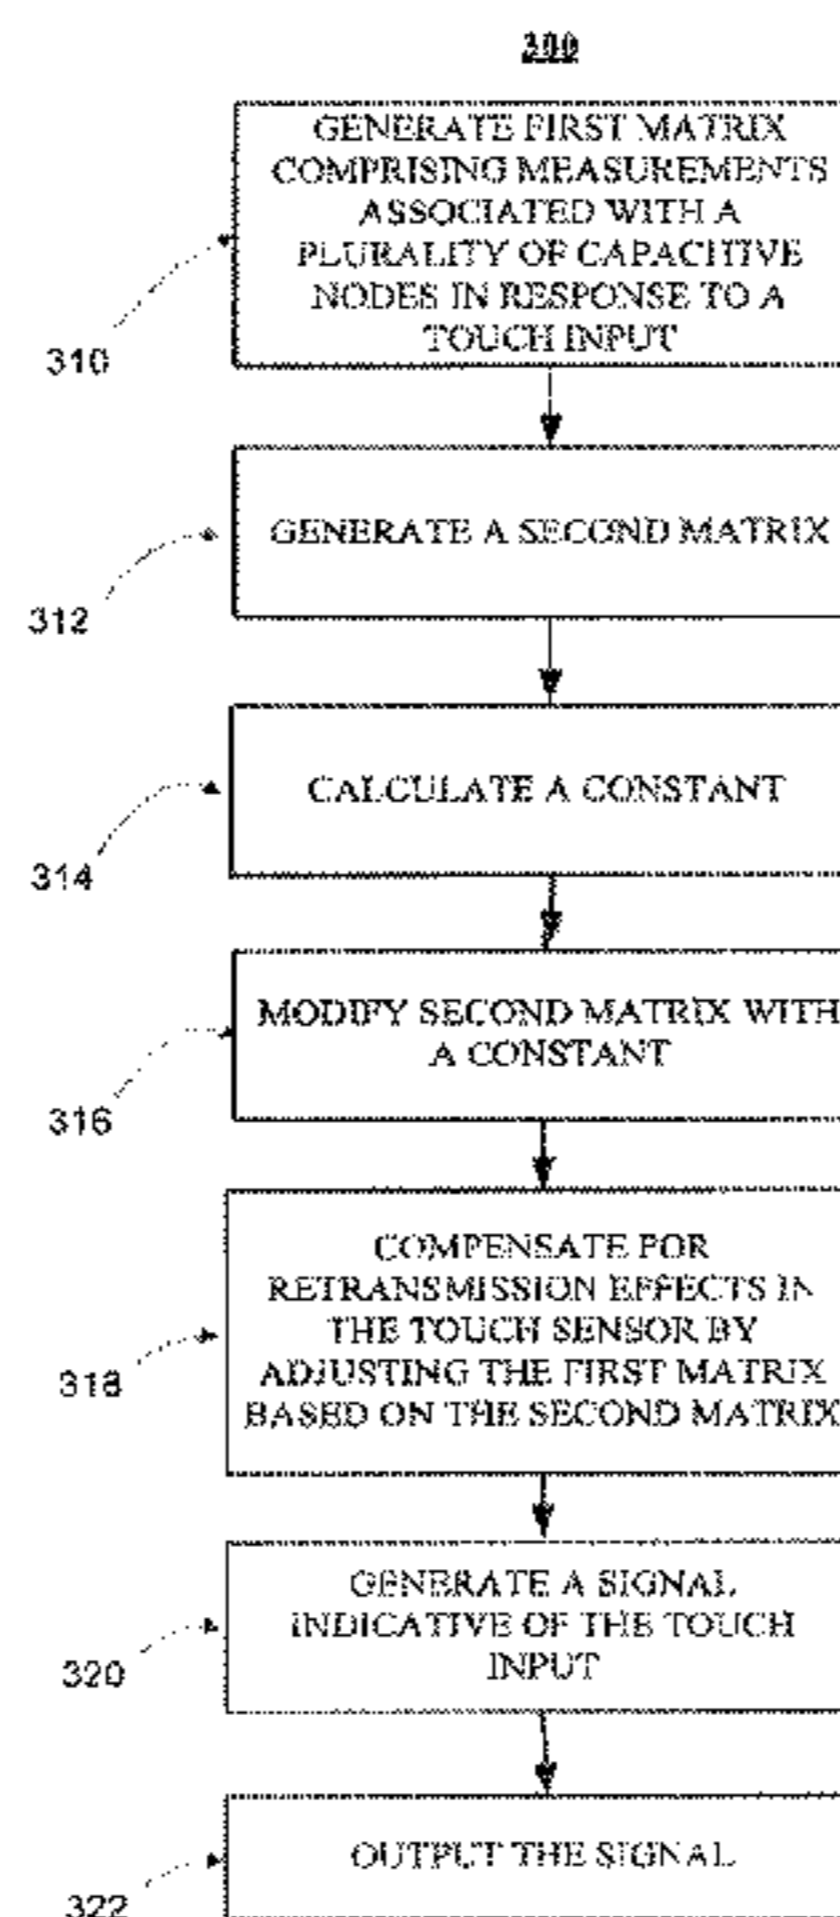 300
GENERATE FIRST MATRIX
COMPRISING MEASUREMENTS
ASSOCIATED WITH A
PLURALITY OF CAPACITIVE
NODES IN RESPONSE TO A
TOUCH INPUT
310
GENERATE A SECOND MATRIX
312
CALCULATE A CONSTANT
314
MODIFY SECOND MATRIX WITH
A CONSTANT
316
COMPENSATE FOR
RETRANSMISSION EFFECTS IN
THE TOUCH SENSOR BY
ADJUSTING THE FIRST MATRIX
BASED ON THE SECOND MATRIX
318
GENERATE A SIGNAL
INDICATIVE OF THE TOUCH
INPUT
320
OUTPUT THE SIGNAL
322